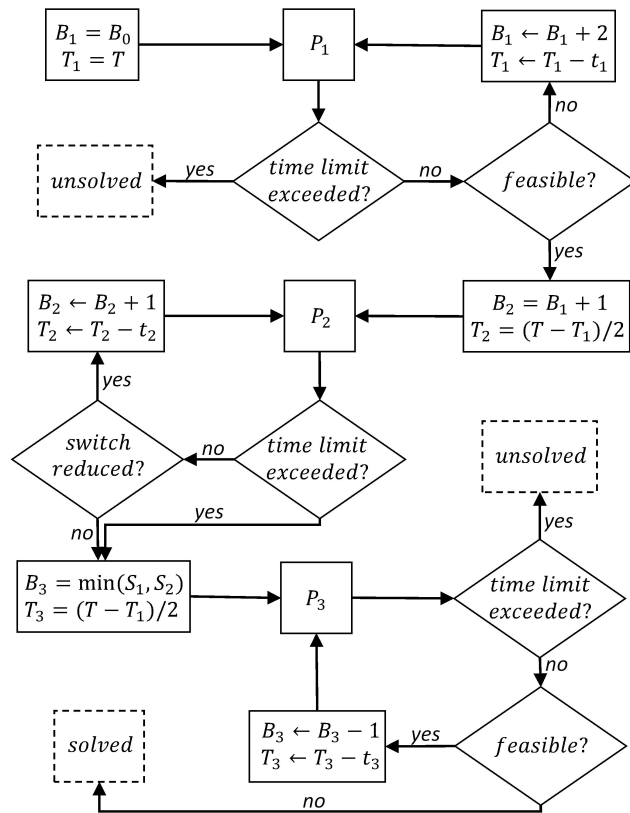 B₁ = B₀
T₁ = T
P₁
B₁ ← B₁ + 2
T₁ ← T₁ − t₁
no
unsolved
yes
time limit
exceeded?
no
feasible?
yes
B₂ ← B₂ + 1
T₂ ← T₂ − t₂
P₂
B₂ = B₁ + 1
T₂ = (T − T₁)/2
yes
switch
reduced?
no
time limit
exceeded?
unsolved
yes
no
yes
B₃ = min(S₁, S₂)
T₃ = (T − T₁)/2
P₃
time limit
exceeded?
no
solved
B₃ ← B₃ − 1
T₃ ← T₃ − t₃
yes
feasible?
no